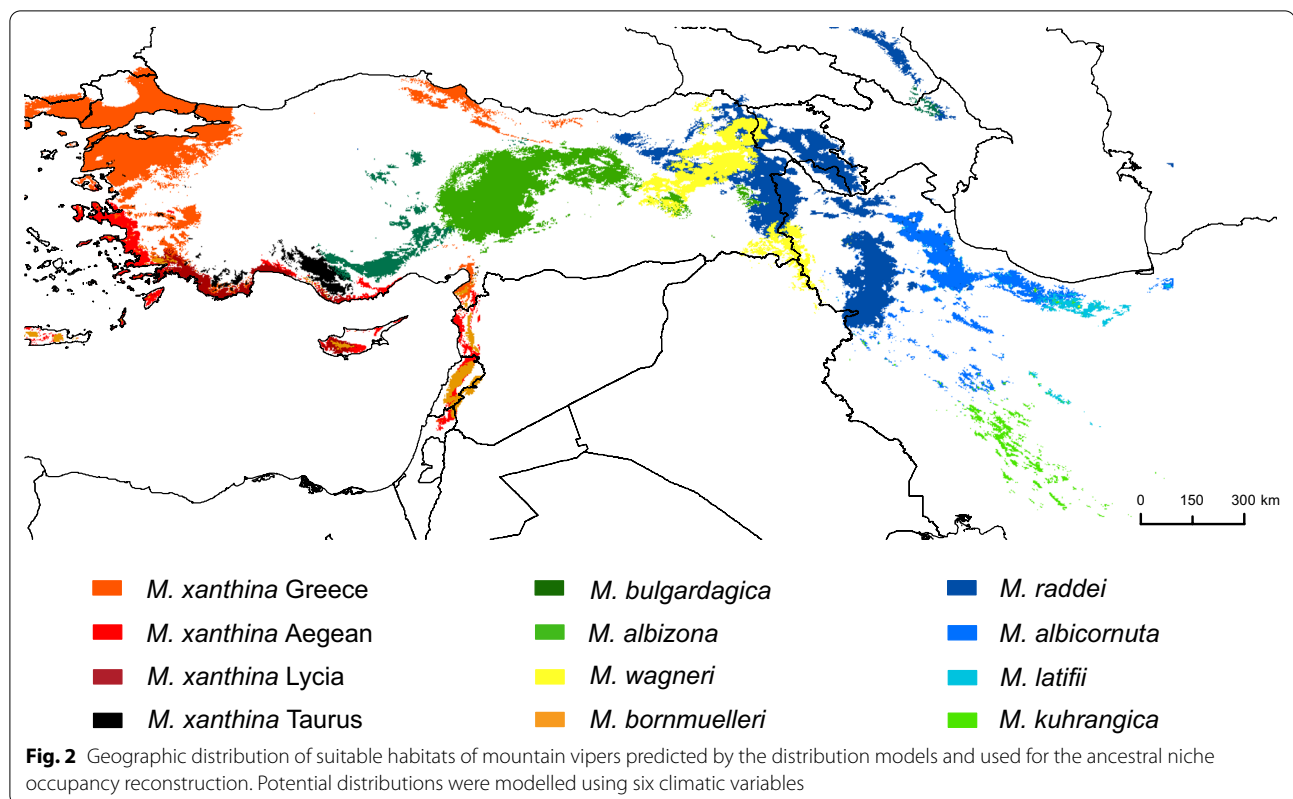 0 150 300 km
M. xanthina Greece
M. xanthina Aegean
M. xanthina Lycia
M. xanthina Taurus
M. bulgardagica
M. albizona
M. wagneri
M. bornmuelleri
M. raddei
M. albicornuta
M. latifii
M. kuhrangica
Fig. 2 Geographic distribution of suitable habitats of mountain vipers predicted by the distribution models and used for the ancestral niche
occupancy reconstruction. Potential distributions were modelled using six climatic variables